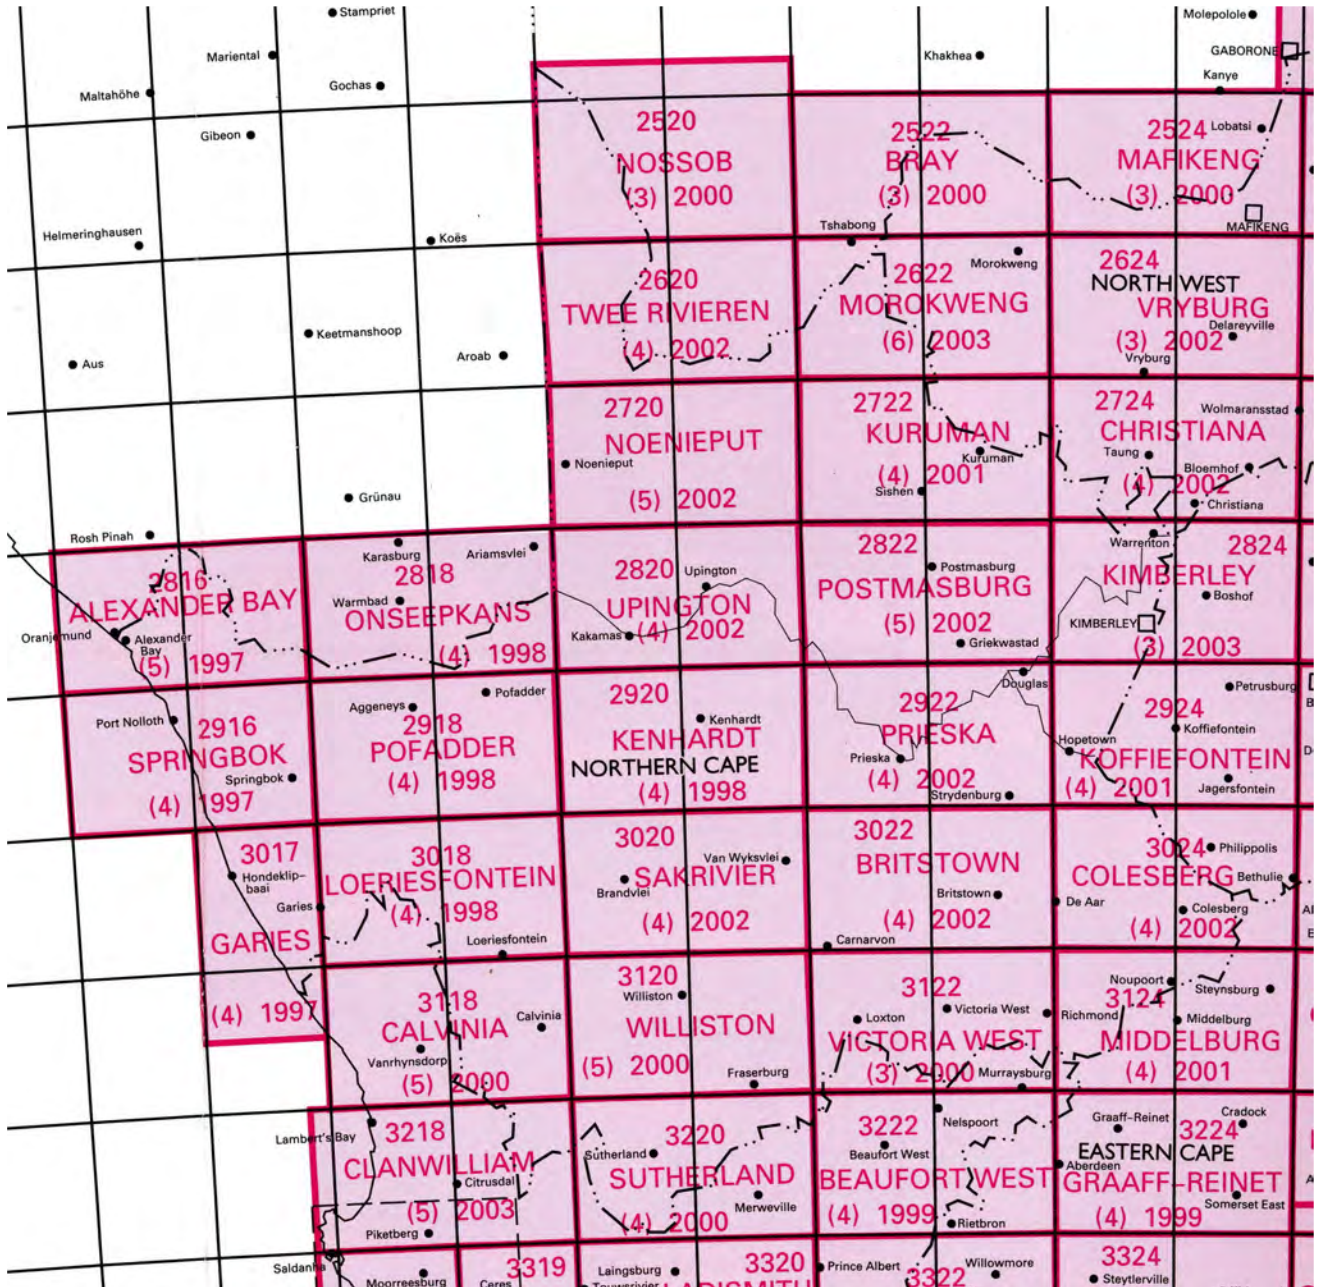 Stampriet
Molepolole
Mariental
Khakhea
GABORONE
Gochas
Kanye
Maltahöhe
Gibeon
2520
NOSSOB
(3) 2000
2522
BRAY
(3) 2000
2524
Lobatsi
MAFIKENG
(3) 2000
MAFIKENG
Helmeringhausen
Koës
Tshabong
Morokweng
2620
TWEE RIVIEREN
(4) 2002
2622
MOROKWENG
(6) 2003
2624
NORTH WEST
VRYBURG
Delareyville
(3) 2002
Vryburg
Keetmanshoop
Aroab
Aus
2720
NOENIEPUT
Noenieput
(5) 2002
2722
KURUMAN
Kuruman
(4) 2001
Sishen
2724
Wolmaransstad
CHRISTIANA
Taung
Bloemhof
(4) 2002
Christiana
Grünau
Rosh Pinah
Karasburg
Ariamsvlei
Warrenton
2816
ALEXANDER BAY
Oranjemund
Alexander
Bay
(5) 1997
2818
Warmbad
ONSEEPKANS
(4) 1998
2820
Upington
UPINGTON
Kakamas
(4) 2002
2822
Postmasburg
POSTMASBURG
(5) 2002
Griekwastad
2824
KIMBERLEY
Boshof
KIMBERLEY
(3) 2003
Port Nolloth
2916
SPRINGBOK
Springbok
(4) 1997
Pofadder
Aggeneys
2918
POFADDER
(4) 1998
2920
Kenhardt
KENHARDT
NORTHERN CAPE
(4) 1998
Douglas
2922
PRIESKA
Prieska
(4) 2002
Strydenburg
Petrusburg
2924
Koffiefontein
Hopetown
KOFFIEFONTEIN
(4) 2001
Jagersfontein
3017
Hondeklip–
baai
Garies
GARIES
(4) 1997
3018
LOERIESFONTEIN
(4) 1998
Loeriesfontein
3020
Van Wyksvlei
Brandvlei
SAKRIVIER
(4) 2002
3022
BRITSTOWN
Britstown
(4) 2002
Carnarvon
3024
Philippolis
COLESBERG
Bethulie
De Aar
Colesberg
(4) 2002
3118
Calvinia
CALVINIA
Vanrhynsdorp
(5) 2000
3120
Williston
WILLISTON
(5) 2000
Fraserburg
3122
Victoria West
Loxton
VICTORIA WEST
(3) 2000
Murraysburg
Noupoort
Steynsburg
3124
Richmond
Middelburg
MIDDELBURG
(4) 2001
Lambert's Bay
3218
CLANWILLIAM
Citrusdal
(5) 2003
Piketberg
3220
Sutherland
SUTHERLAND
Merweville
(4) 2000
Nelspoort
3222
Beaufort West
BEAUFORT WEST
(4) 1999
Rietbron
Graaff–Reinet
Cradock
3224
EASTERN CAPE
Aberdeen
GRAAFF–REINET
Somerset East
(4) 1999
Saldanha
Moorreesburg
3319
Ceres
Laingsburg
3320
Touwsrivier
LADISMITH
Prince Albert
3322
Willowmore
3324
Steytlerville